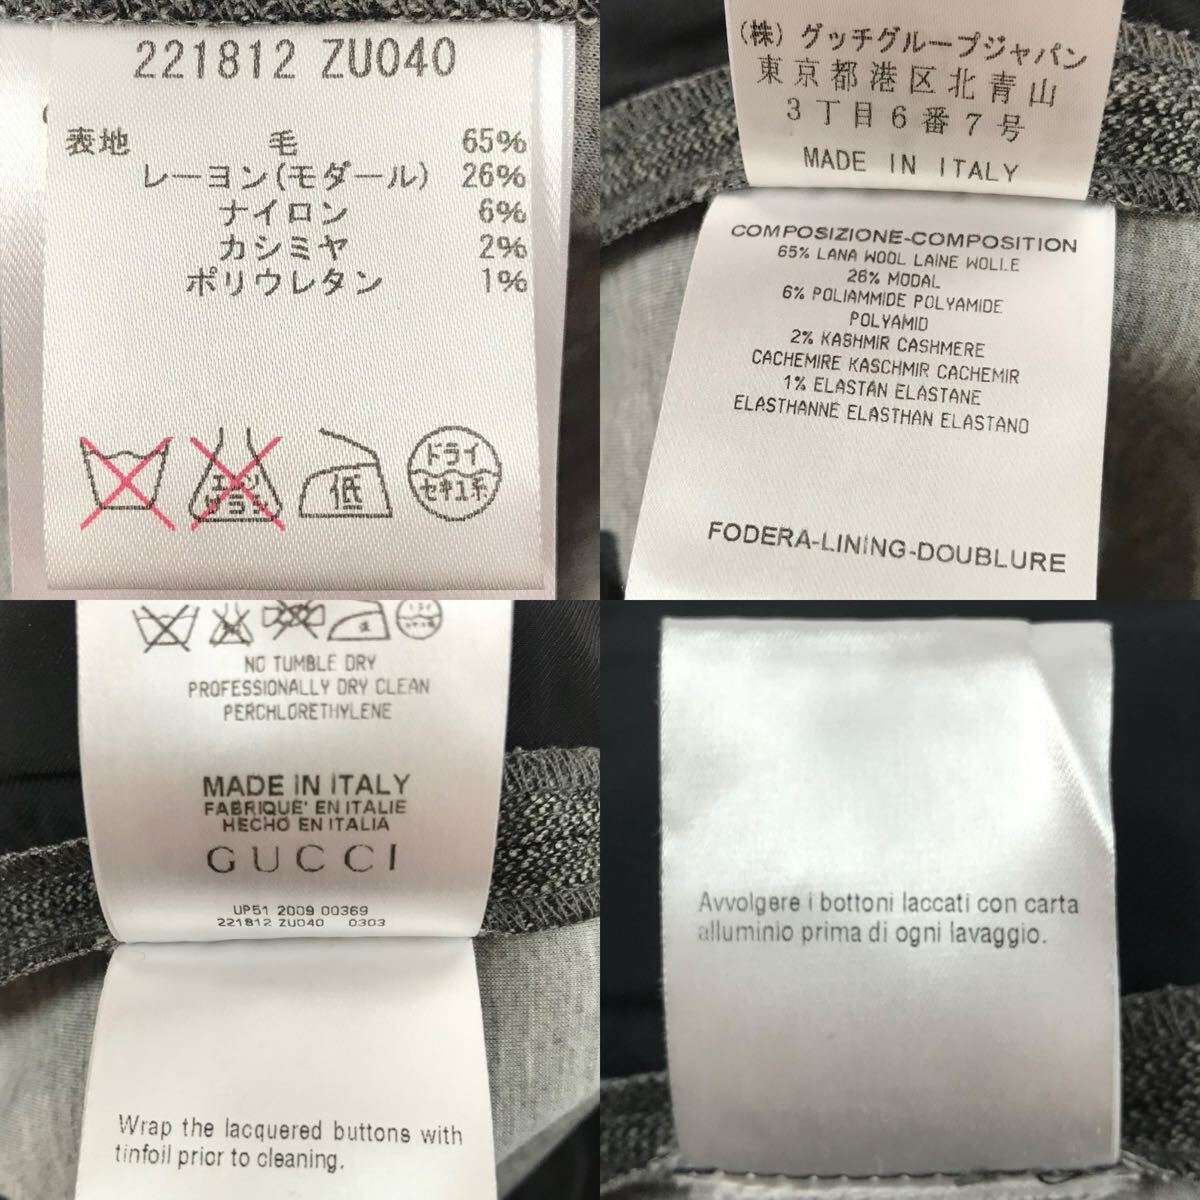 221812 ZU040
表地 毛 65%
レーヨン(モダール) 26%
ナイロン 6%
カシミヤ 2%
ポリウレタン 1%
エンソ
サラシ
低
ドライ
セキユ系
(株)グッチグループジャパン
東京都港区北青山
3丁目6番7号
MADE IN ITALY
COMPOSIZIONE-COMPOSITION
65% LANA WOOL LAINE WOLLE
26% MODAL
6% POLIAMMIDE POLYAMIDE
POLYAMID
2% KASHMIR CASHMERE
CACHEMIRE KASCHMIR CACHEMIR
1% ELASTAN ELASTANE
ELASTHANNE ELASTHAN ELASTANO
FODERA-LINING-DOUBLURE
NO TUMBLE DRY
PROFESSIONALLY DRY CLEAN
PERCHLORETHYLENE
MADE IN ITALY
FABRIQUE' EN ITALIE
HECHO EN ITALIA
GUCCI
UP51 2009 00369
221812 ZU040 0303
Wrap the lacquered buttons with
tinfoil prior to cleaning.
Avvolgere i bottoni laccati con carta
alluminio prima di ogni lavaggio.